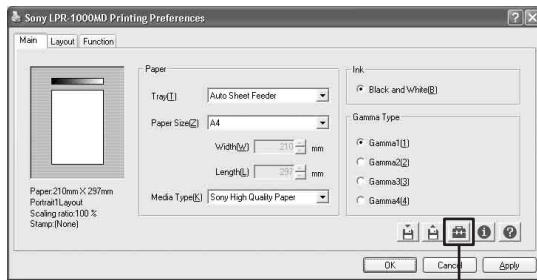 Sony LPR-1000MD Printing Preferences
Main Layout Function
Paper
Tray(T) Auto Sheet Feeder
Paper Size(Z) A4
Width(W) 210 mm
Length(L) 297 mm
Media Type(K) Sony High Quality Paper
Ink
Black and White(B)
Gamma Type
Gamma1(1)
Gamma2(2)
Gamma3(3)
Gamma4(4)
Paper:210mm X 297mm
Portrait1Layout
Scaling ratio:100 %
Stamp:(None)
OK Cancel Apply